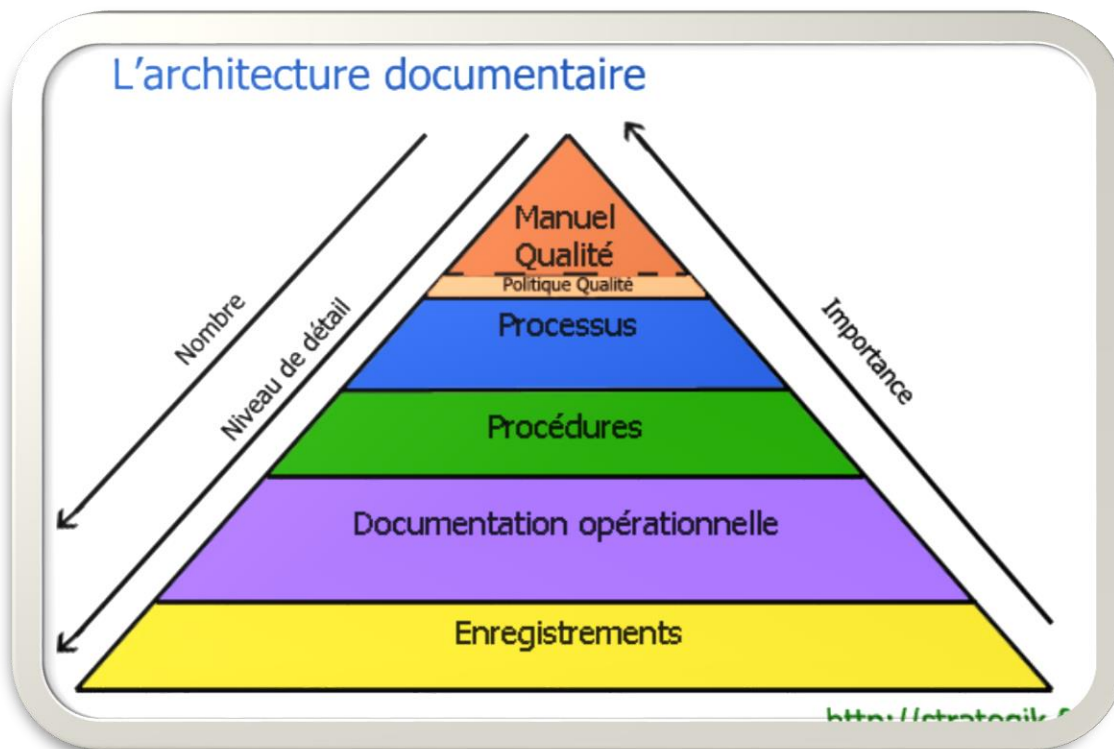 L'architecture documentaire
Manuel
Qualité
Politique Qualité
Processus
Procédures
Documentation opérationnelle
Enregistrements
Nombre
Niveau de détail
Importance